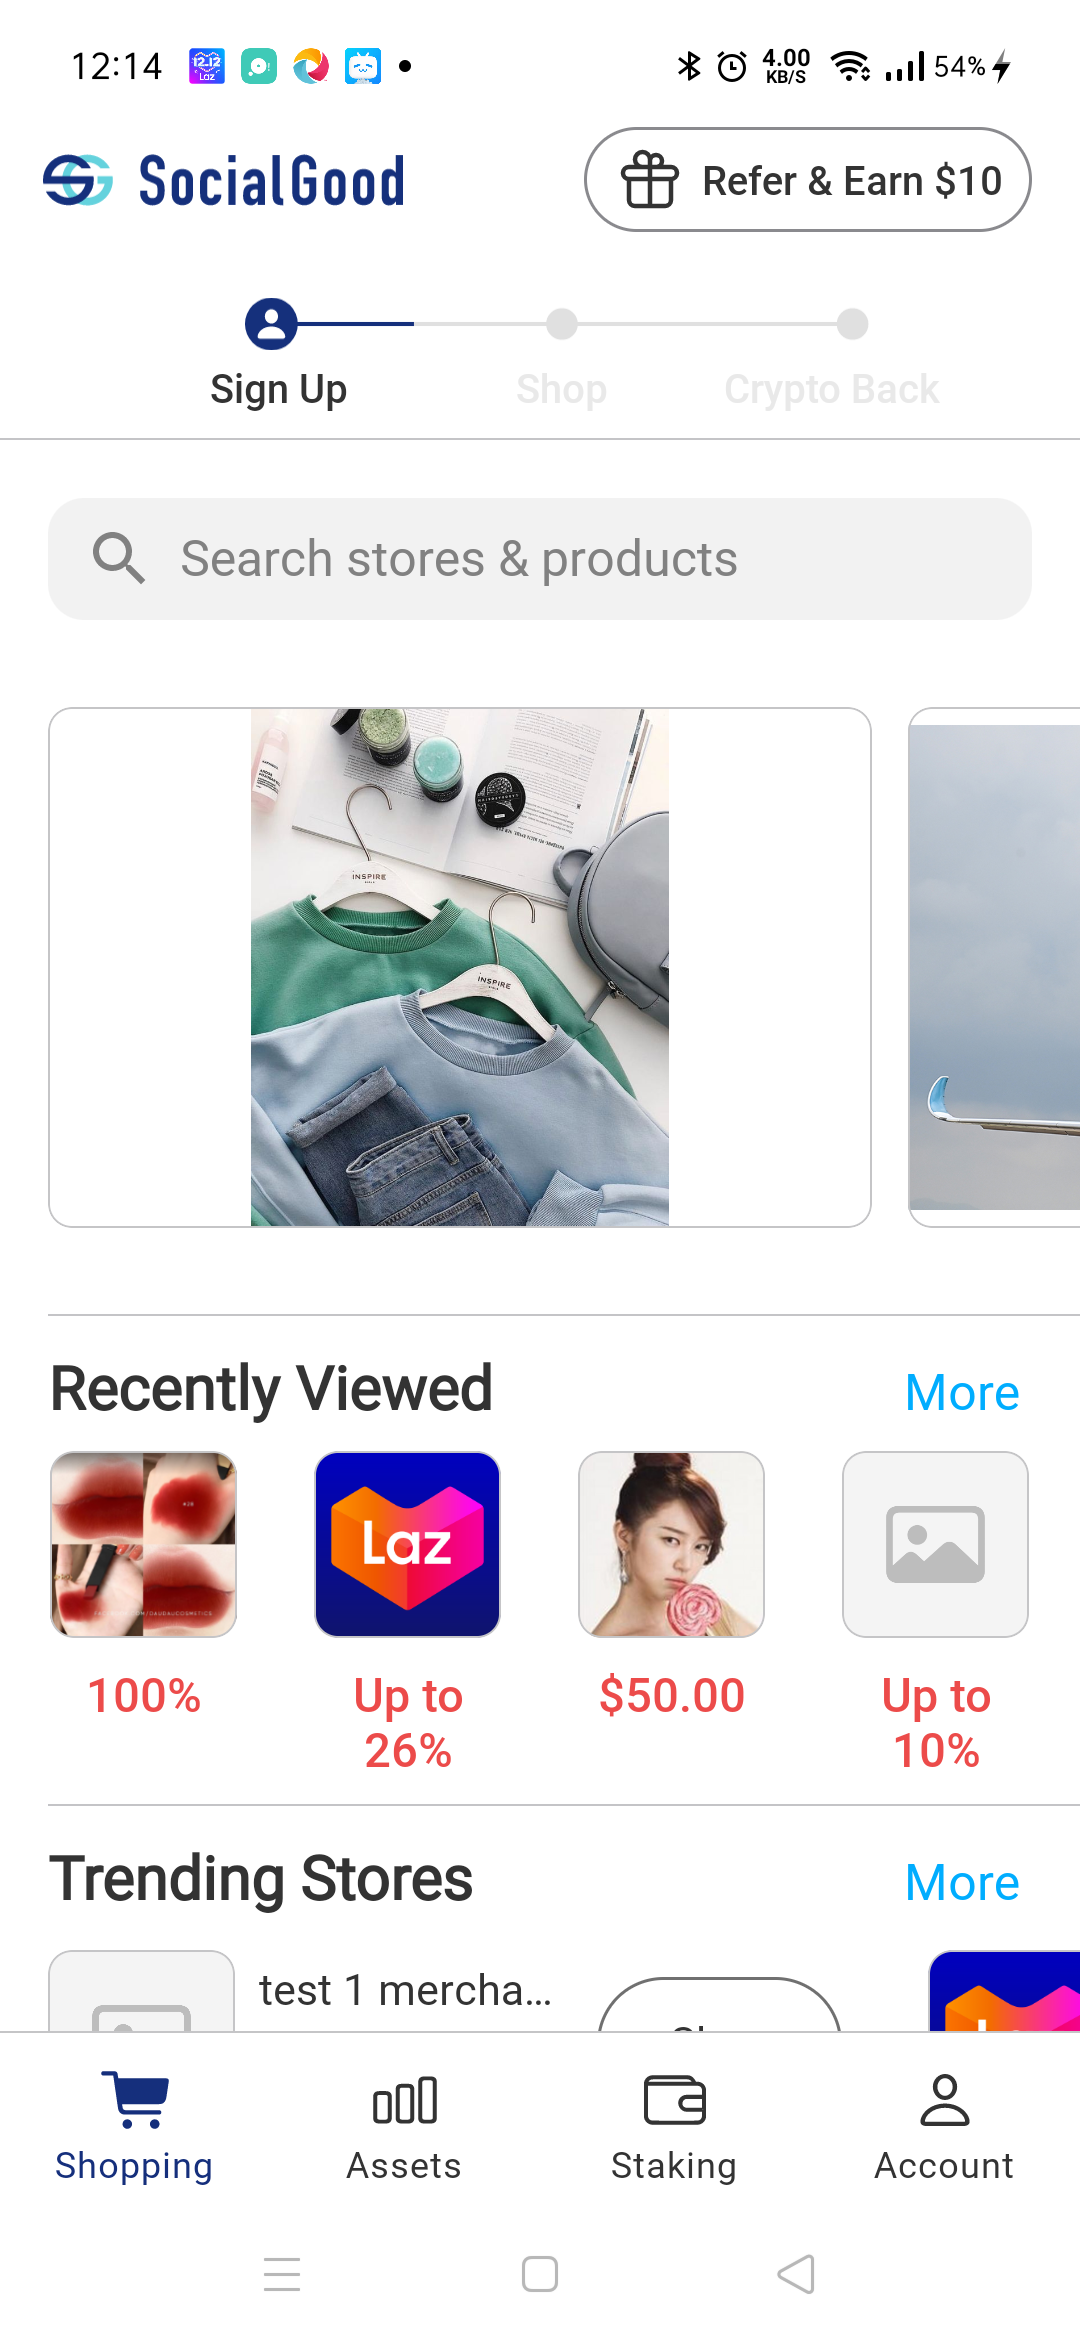 12:14
4.00
KB/S
54%
SocialGood
Refer & Earn $10
Sign Up
Shop
Crypto Back
Search stores & products
INSPIRE
INSPIRE
Recently Viewed
More
Laz
100%
Up to
26%
$50.00
Up to
10%
Trending Stores
More
test 1 mercha...
Shopping
Assets
Staking
Account